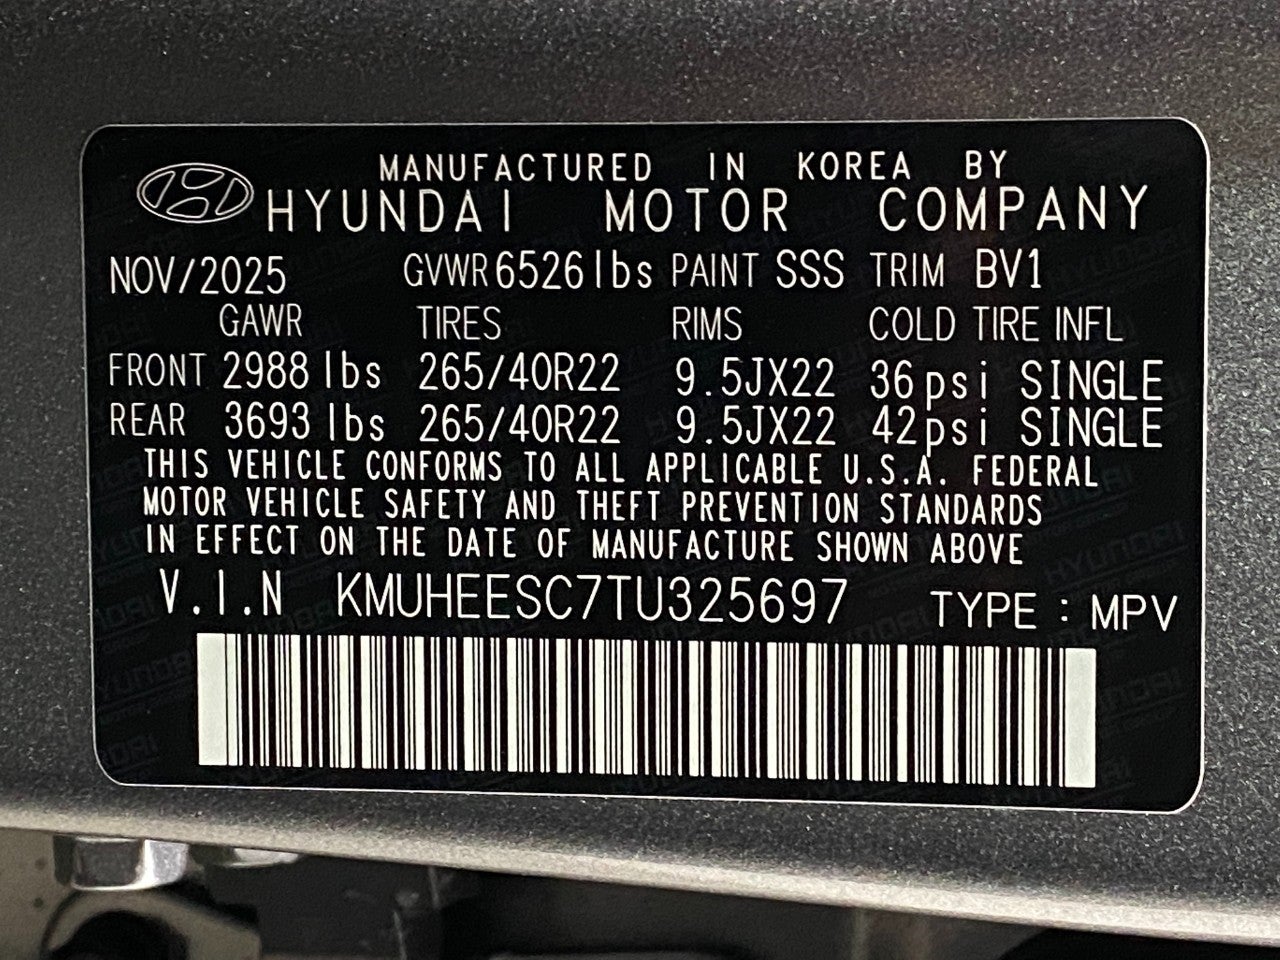 MANUFACTURED IN KOREA BY
HYUNDAI MOTOR COMPANY
NOV/2025 GVWR 6526 lbs PAINT SSS TRIM BV1
GAWR TIRES RIMS COLD TIRE INFL
FRONT 2988 lbs 265/40R22 9.5JX22 36psi SINGLE
REAR 3693 lbs 265/40R22 9.5JX22 42psi SINGLE
THIS VEHICLE CONFORMS TO ALL APPLICABLE U.S.A. FEDERAL
MOTOR VEHICLE SAFETY AND THEFT PREVENTION STANDARDS
IN EFFECT ON THE DATE OF MANUFACTURE SHOWN ABOVE
V.I.N KMUHEESC7TU325697 TYPE : MPV